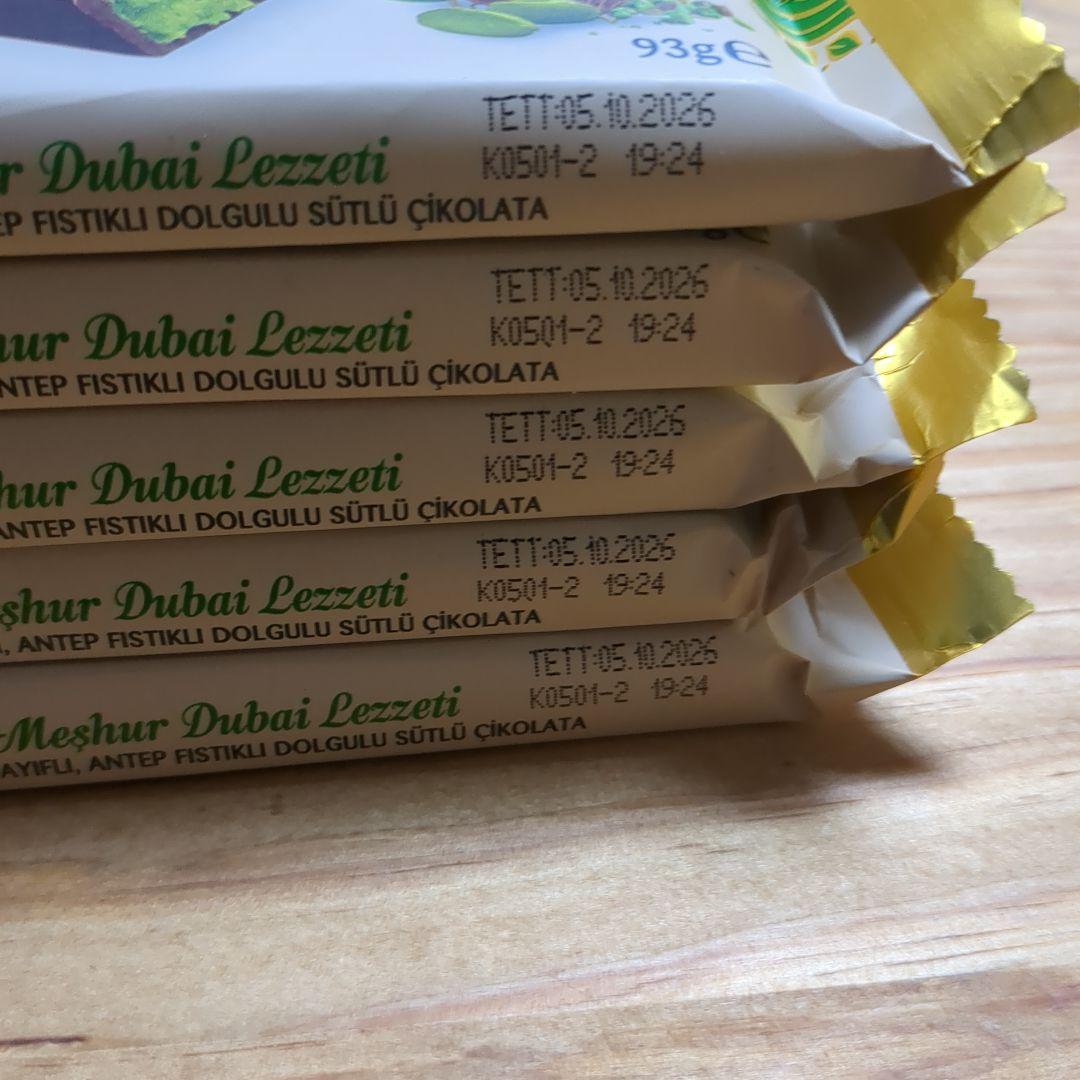 93g℮
TETT:05.10.2026
K0501-2 19:24
Dubai Lezzeti
FISTIKLI DOLGULU SÜTLÜ ÇİKOLATA
TETT:05.10.2026
K0501-2 19:24
Dubai Lezzeti
ANTEP FISTIKLI DOLGULU SÜTLÜ ÇİKOLATA
TETT:05.10.2026
K0501-2 19:24
Dubai Lezzeti
ANTEP FISTIKLI DOLGULU SÜTLÜ ÇİKOLATA
TETT:05.10.2026
K0501-2 19:24
Dubai Lezzeti
ANTEP FISTIKLI DOLGULU SÜTLÜ ÇİKOLATA
TETT:05.10.2026
K0501-2 19:24
Meşhur Dubai Lezzeti
AYIFLI, ANTEP FISTIKLI DOLGULU SÜTLÜ ÇİKOLATA